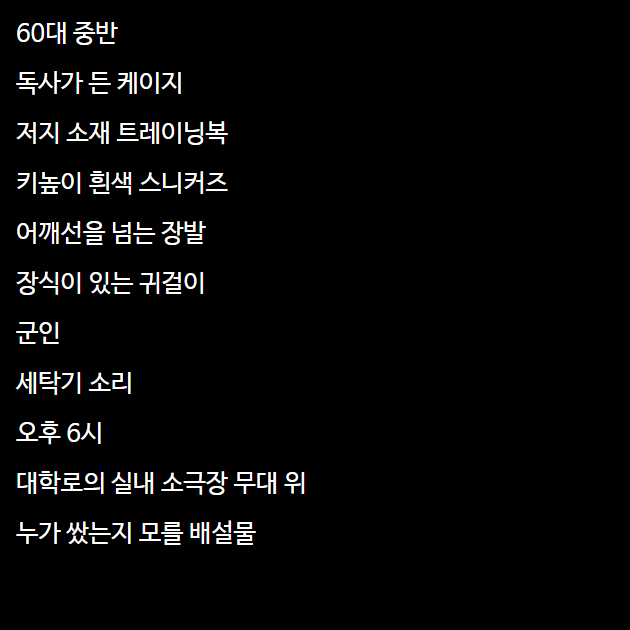 60대 중반
독사가 든 케이지
저지 소재 트레이닝복
키높이 흰색 스니커즈
어깨선을 넘는 장발
장식이 있는 귀걸이
군인
세탁기 소리
오후 6시
대학로의 실내 소극장 무대 위
누가 쌌는지 모를 배설물